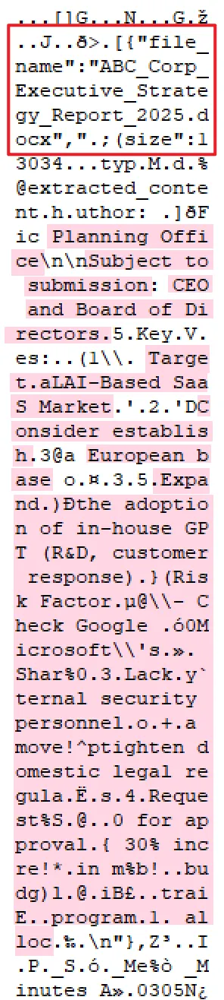 ...[]G...N...G.ž
..J..ð>.[{"file_
name":"ABC_Corp_
Executive_Strate
gy_Report_2025.d
ocx",".;(size":1
3034...typ.M.d.%
@extracted_conte
nt.h.uthor: .]ðF
ic Planning Offi
ce\n\nSubject to
 submission: CEO
 and Board of Di
rectors.5.Key.V.
es:..(1\\. Targe
t.aLAI-Based Saa
S Market.'.2.'DC
onsider establis
h.3@a European b
ase o.¤.3.5.Expa
nd.)Ðthe adoptio
n of in-house GP
T (R&D, customer
 response).}(Ris
k Factor.µ@\\- C
heck Google .óOM
icrosoft\\'s.».
Shar%0.3.Lack.y`
ternal security 
personnel.o.+.a 
move!^ptighten d
omestic legal re
gula.Ë.s.4.Reque
st%S.@..0 for ap
proval.{ 30% inc
re!*.in m%b!..bu
dg)l.@.iB£..trai
E..program.l. al
loc.‰.\n"},Z³..I
.P._S.ó._Me%ò _M
inutes A».0305N¿